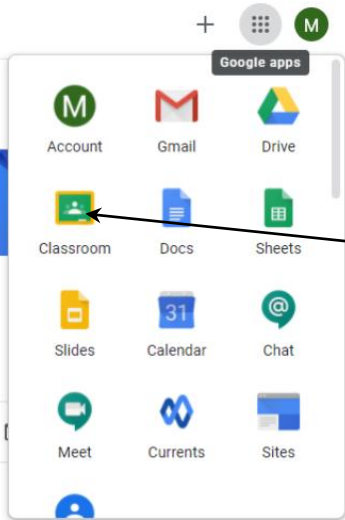 M
Google apps
M
Account Gmail Drive
Classroom Docs Sheets
31
@
Slides Calendar Chat
Meet Currents Sites